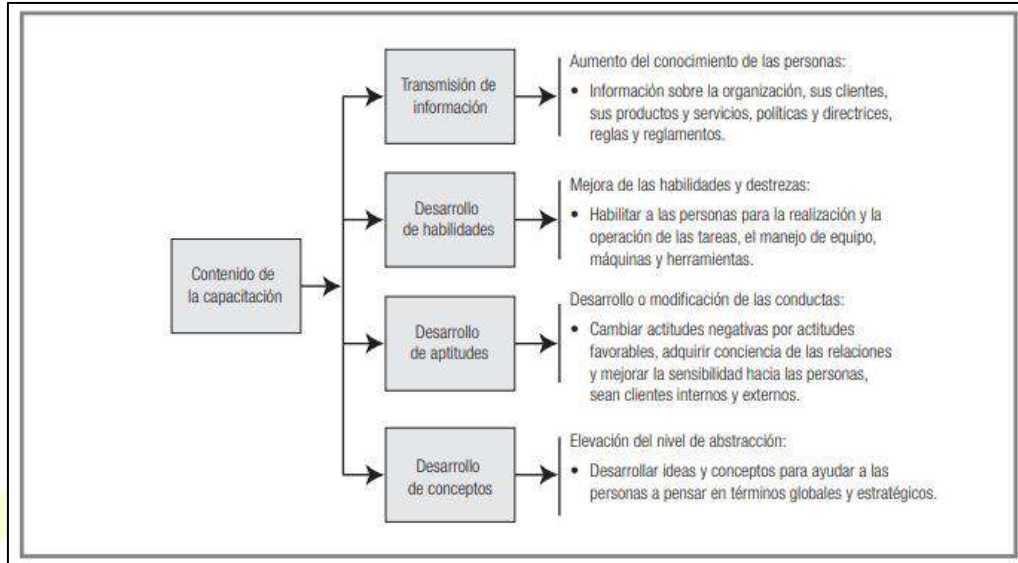 Contenido de
la capacitación
Transmisión de
información
Aumento del conocimiento de las personas:
• Información sobre la organización, sus clientes,
sus productos y servicios, políticas y directrices,
reglas y reglamentos.
Desarrollo
de habilidades
Mejora de las habilidades y destrezas:
• Habilitar a las personas para la realización y la
operación de las tareas, el manejo de equipo,
máquinas y herramientas.
Desarrollo
de aptitudes
Desarrollo o modificación de las conductas:
• Cambiar actitudes negativas por actitudes
favorables, adquirir conciencia de las relaciones
y mejorar la sensibilidad hacia las personas,
sean clientes internos y externos.
Desarrollo
de conceptos
Elevación del nivel de abstracción:
• Desarrollar ideas y conceptos para ayudar a las
personas a pensar en términos globales y estratégicos.